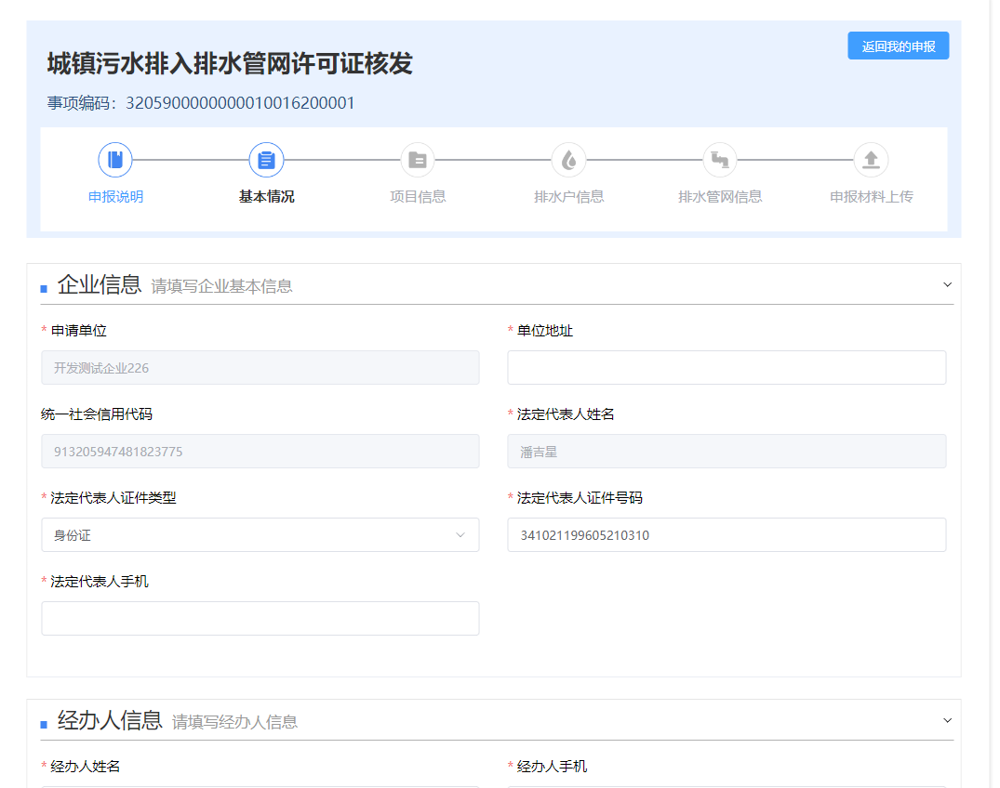 返回我的申报
城镇污水排入排水管网许可证核发
事项编码：3205900000000010016200001
申报说明
基本情况
项目信息
排水户信息
排水管网信息
申报材料上传
企业信息 请填写企业基本信息
* 申请单位
* 单位地址
开发测试企业226
统一社会信用代码
* 法定代表人姓名
913205947481823775
潘吉星
* 法定代表人证件类型
* 法定代表人证件号码
身份证
341021199605210310
* 法定代表人手机
经办人信息 请填写经办人信息
* 经办人姓名
* 经办人手机